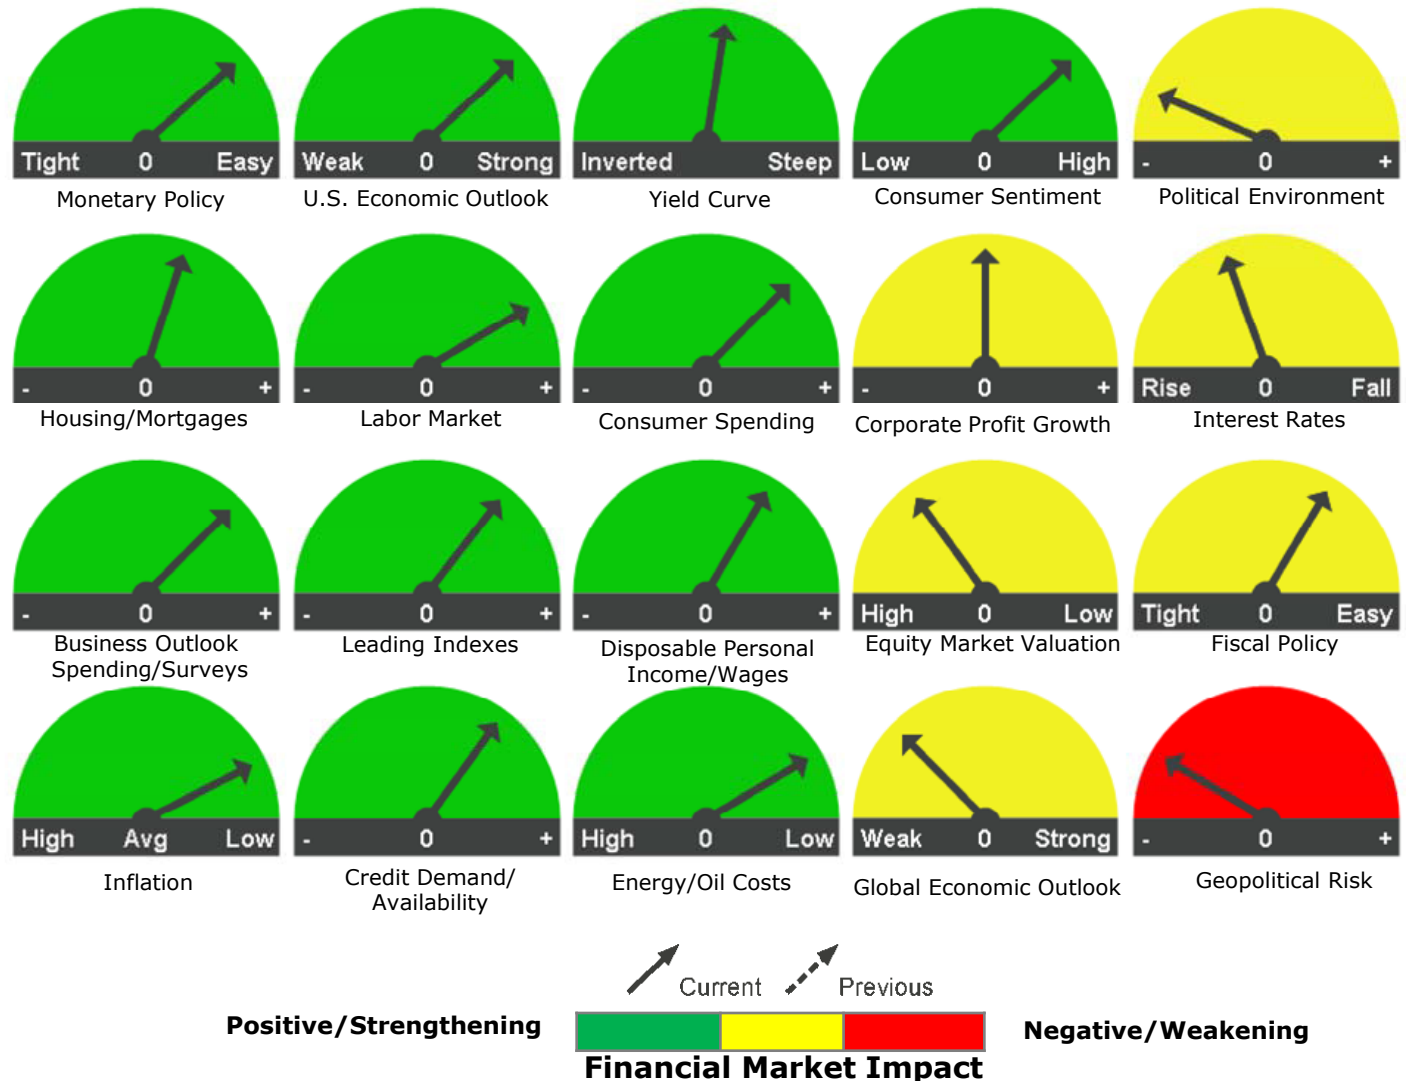 Tight 0 Easy
Monetary Policy
Weak 0 Strong
U.S. Economic Outlook
Inverted Steep
Yield Curve
Low 0 High
Consumer Sentiment
- 0 +
Political Environment
- 0 +
Housing/Mortgages
- 0 +
Labor Market
- 0 +
Consumer Spending
- 0 +
Corporate Profit Growth
Rise 0 Fall
Interest Rates
- 0 +
Business Outlook
Spending/Surveys
- 0 +
Leading Indexes
- 0 +
Disposable Personal
Income/Wages
High 0 Low
Equity Market Valuation
Tight 0 Easy
Fiscal Policy
High Avg Low
Inflation
- 0 +
Credit Demand/
Availability
High 0 Low
Energy/Oil Costs
Weak 0 Strong
Global Economic Outlook
- 0 +
Geopolitical Risk
Current Previous
Positive/Strengthening Negative/Weakening
Financial Market Impact